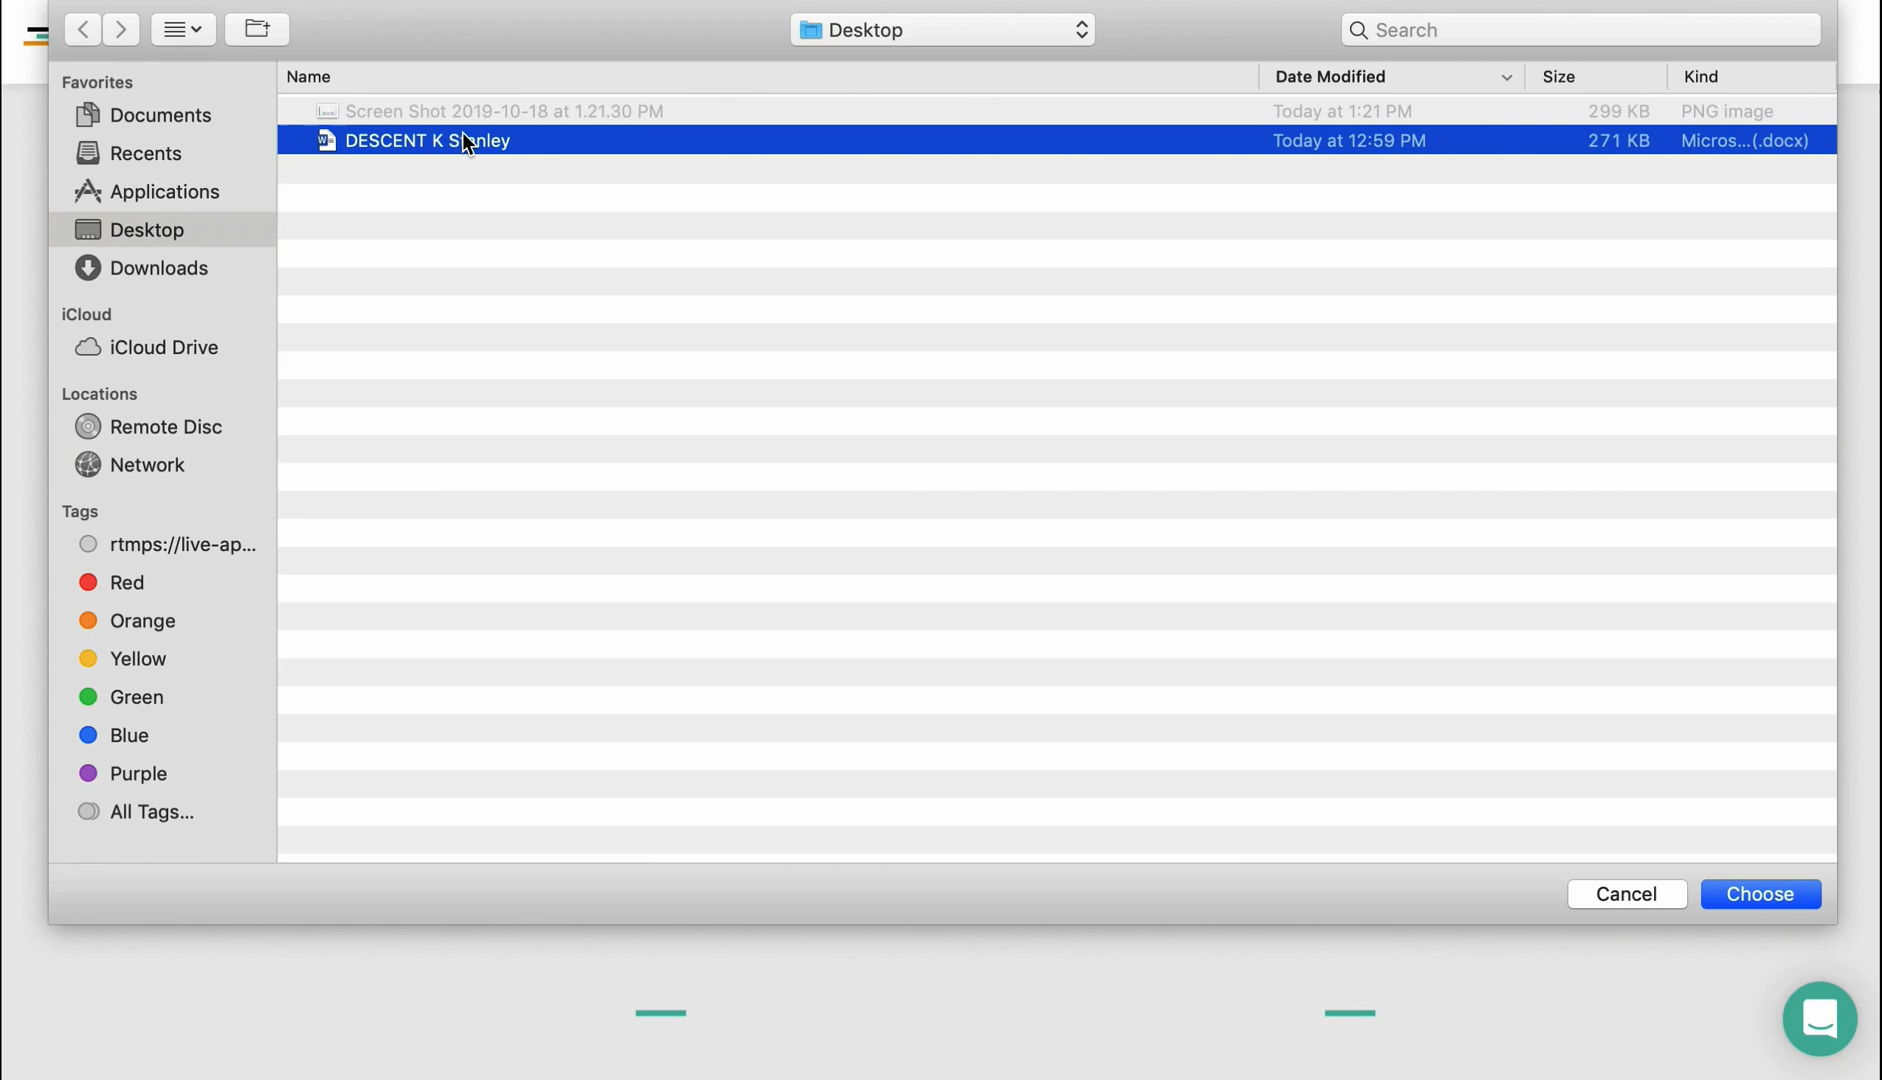 Desktop
Search
Favorites
Documents
Recents
Applications
Desktop
Downloads
iCloud
iCloud Drive
Locations
Remote Disc
Network
Tags
rtmps://live-ap...
Red
Orange
Yellow
Green
Blue
Purple
All Tags...
Name Date Modified Size Kind
Screen Shot 2019-10-18 at 1.21.30 PM Today at 1:21 PM 299 KB PNG image
DESCENT K Stanley Today at 12:59 PM 271 KB Micros...(.docx)
Cancel Choose